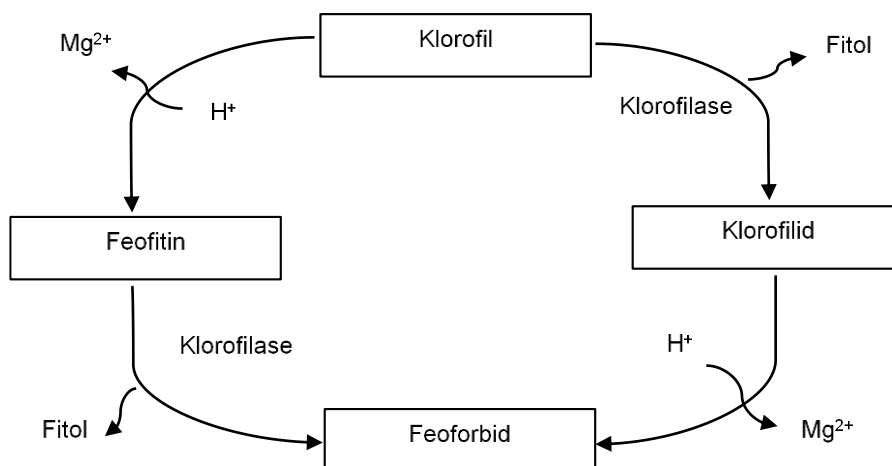 Klorofil
Mg²⁺
Fitol
H⁺
Klorofilase
Feofitin
Klorofilid
Klorofilase
H⁺
Fitol
Feoforbid
Mg²⁺